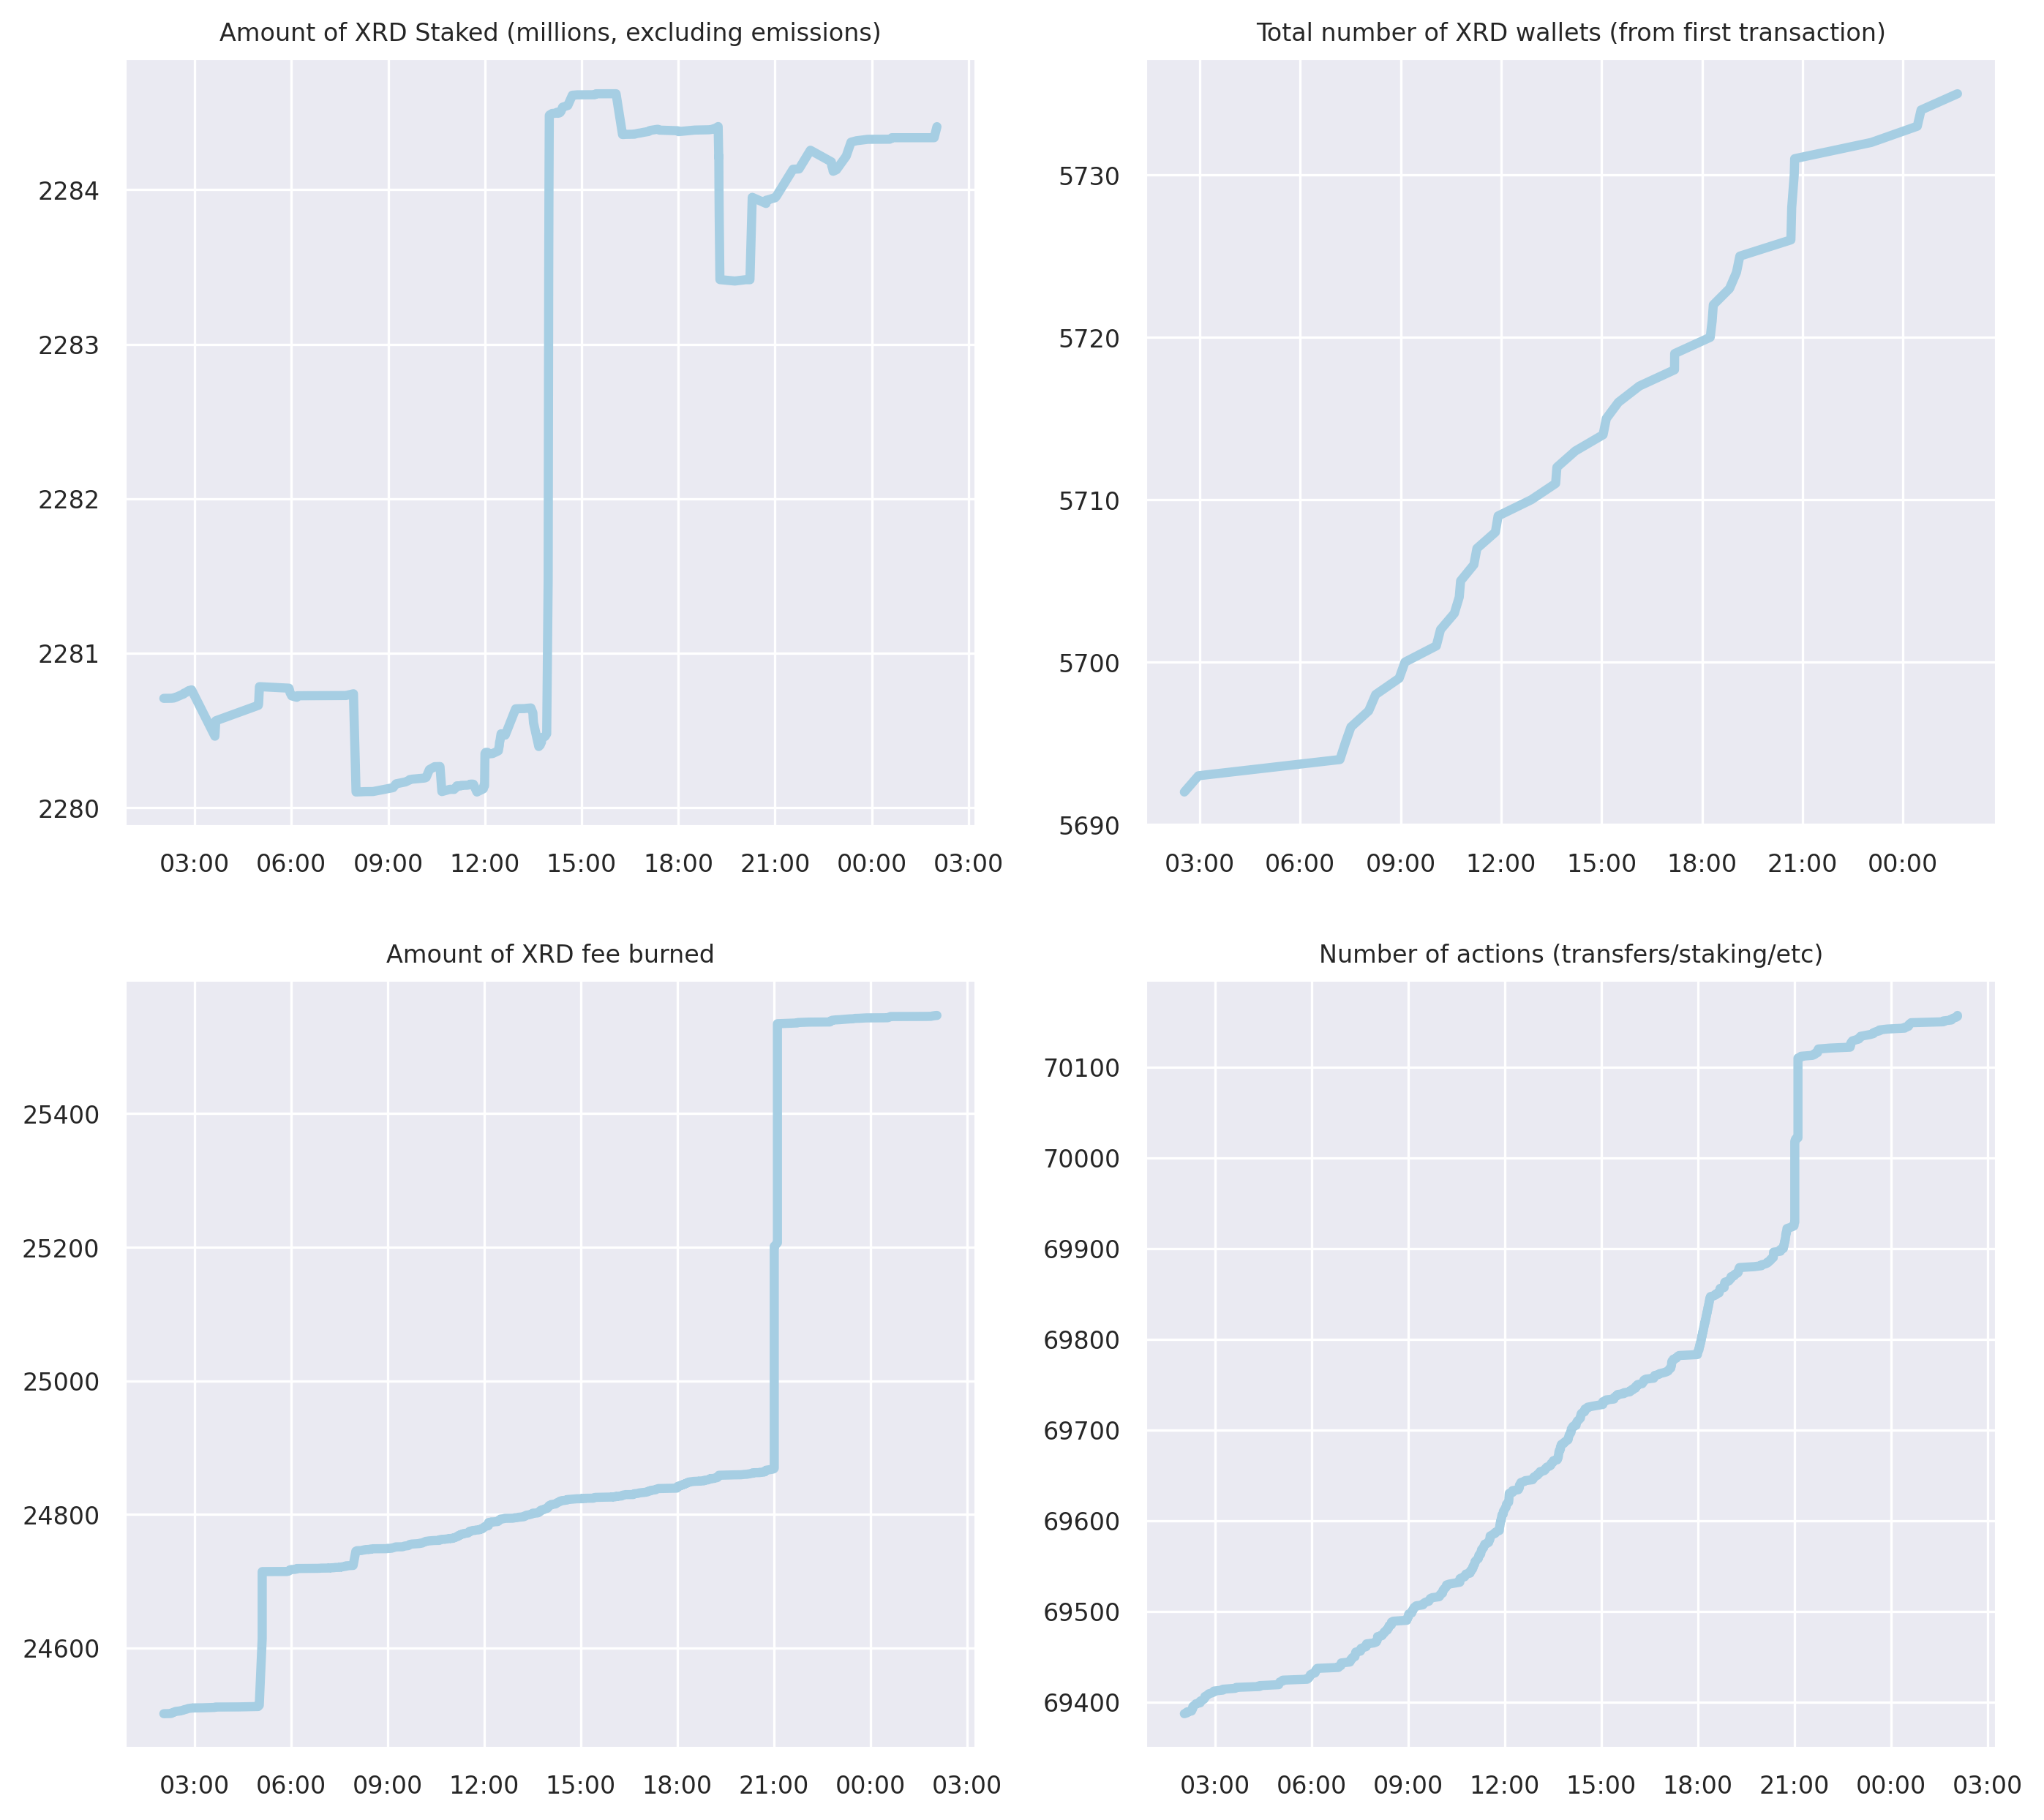 Amount of XRD Staked (millions, excluding emissions)
2284
2283
2282
2281
2280
03:00 06:00 09:00 12:00 15:00 18:00 21:00 00:00 03:00
Total number of XRD wallets (from first transaction)
5730
5720
5710
5700
5690
03:00 06:00 09:00 12:00 15:00 18:00 21:00 00:00
Amount of XRD fee burned
25400
25200
25000
24800
24600
03:00 06:00 09:00 12:00 15:00 18:00 21:00 00:00 03:00
Number of actions (transfers/staking/etc)
70100
70000
69900
69800
69700
69600
69500
69400
03:00 06:00 09:00 12:00 15:00 18:00 21:00 00:00 03:00